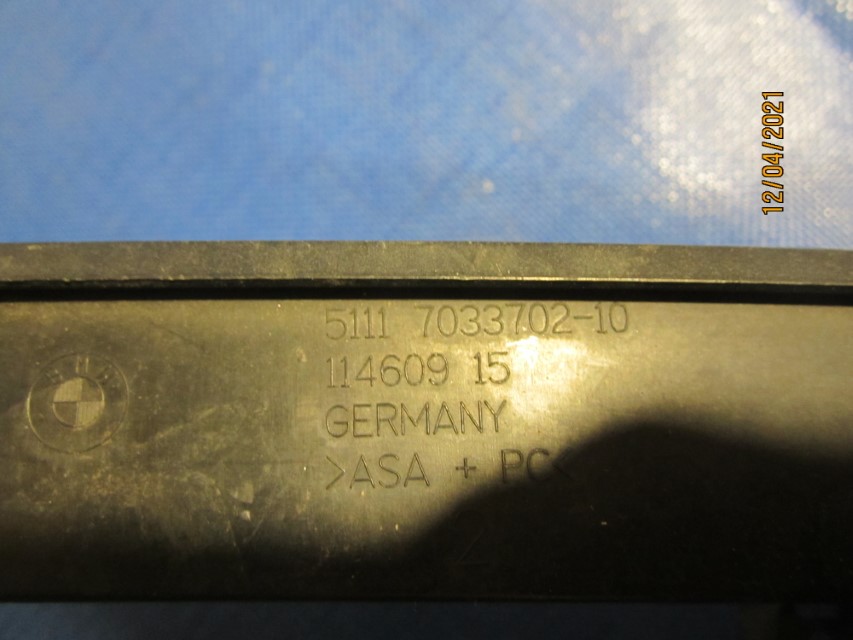 12/04/2021
5111 7033702-10
114609 15
GERMANY
>ASA + PC<